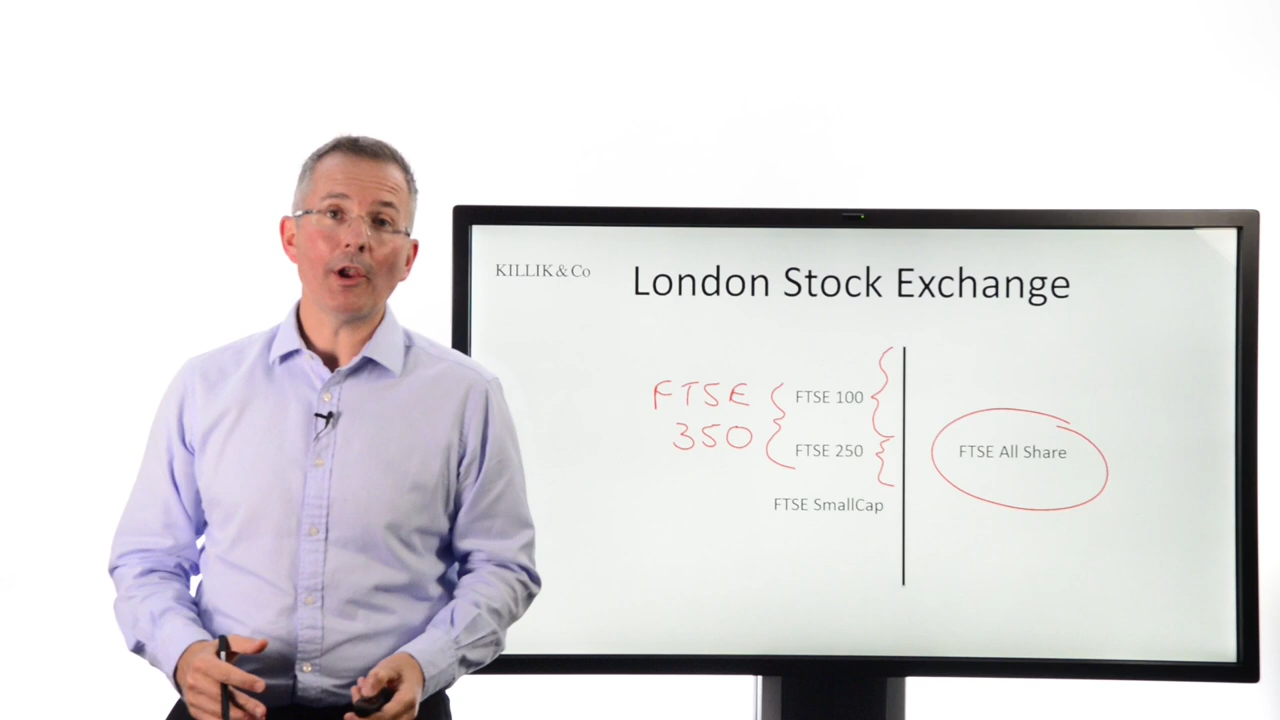 KILLIK & Co
London Stock Exchange
FTSE
350
FTSE 100
FTSE 250
FTSE SmallCap
FTSE All Share